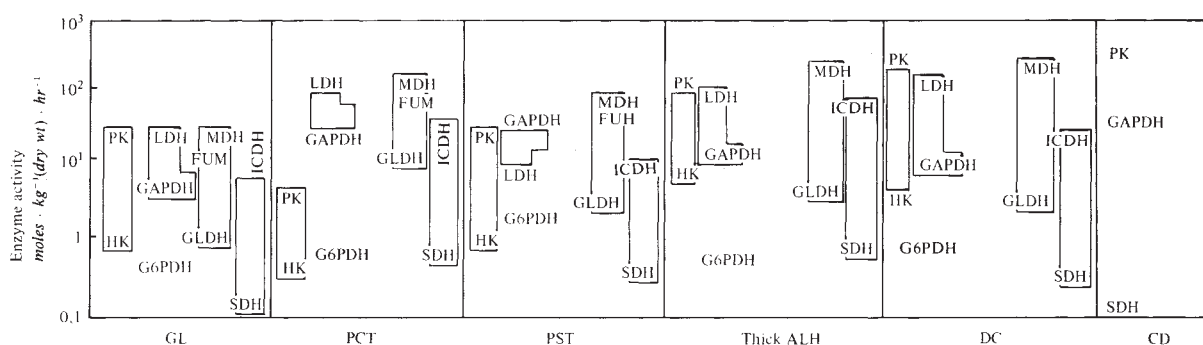 Enzyme activity
moles · kg⁻¹(dry wt) · hr⁻¹
10³
10²
10¹
1
0,1
PK
HK
LDH
GAPDH
G6PDH
MDH
FUM
GLDH
ICDH
SDH
GL
PK
HK
LDH
GAPDH
G6PDH
MDH
FUM
GLDH
ICDH
SDH
PCT
PK
HK
GAPDH
LDH
G6PDH
MDH
FUH
GLDH
ICDH
SDH
PST
PK
HK
LDH
GAPDH
G6PDH
MDH
GLDH
ICDH
SDH
Thick ALH
PK
HK
LDH
GAPDH
G6PDH
MDH
GLDH
ICDH
SDH
DC
PK
GAPDH
SDH
CD